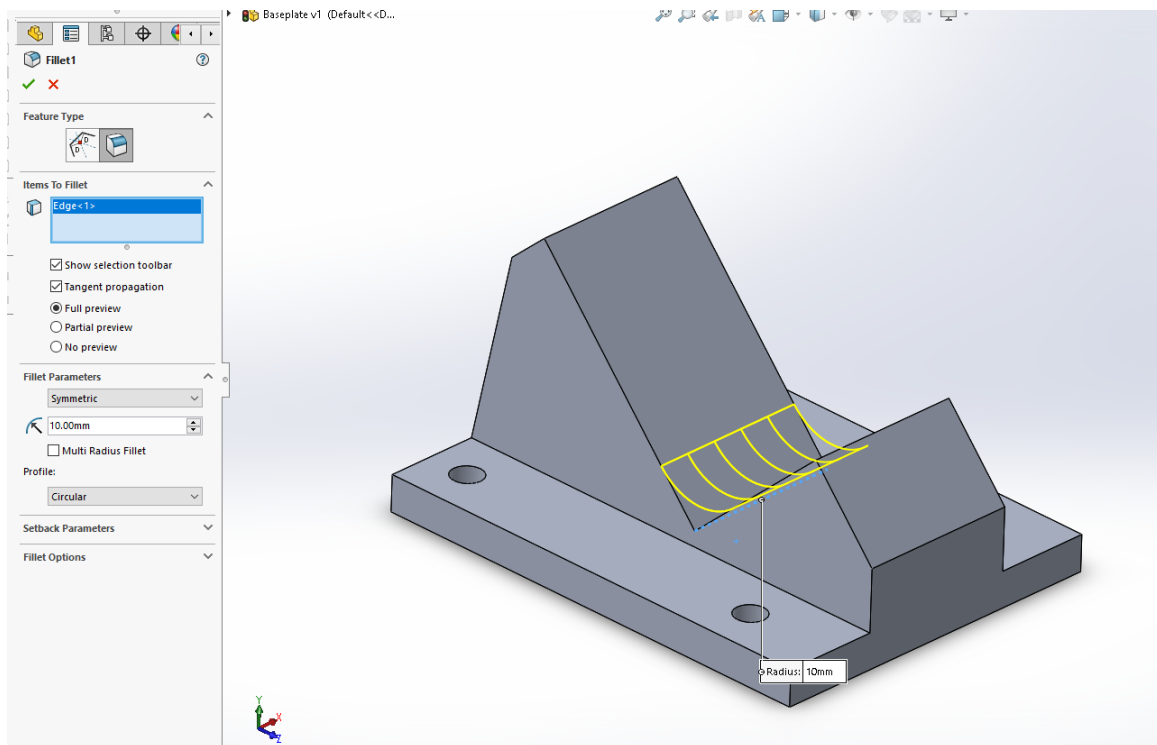 Baseplate v1 (Default<<D...
Fillet1
Feature Type
Items To Fillet
Edge<1>
Show selection toolbar
Tangent propagation
Full preview
Partial preview
No preview
Fillet Parameters
Symmetric
10.00mm
Multi Radius Fillet
Profile:
Circular
Setback Parameters
Fillet Options
Radius: 10mm
Y
X
Z